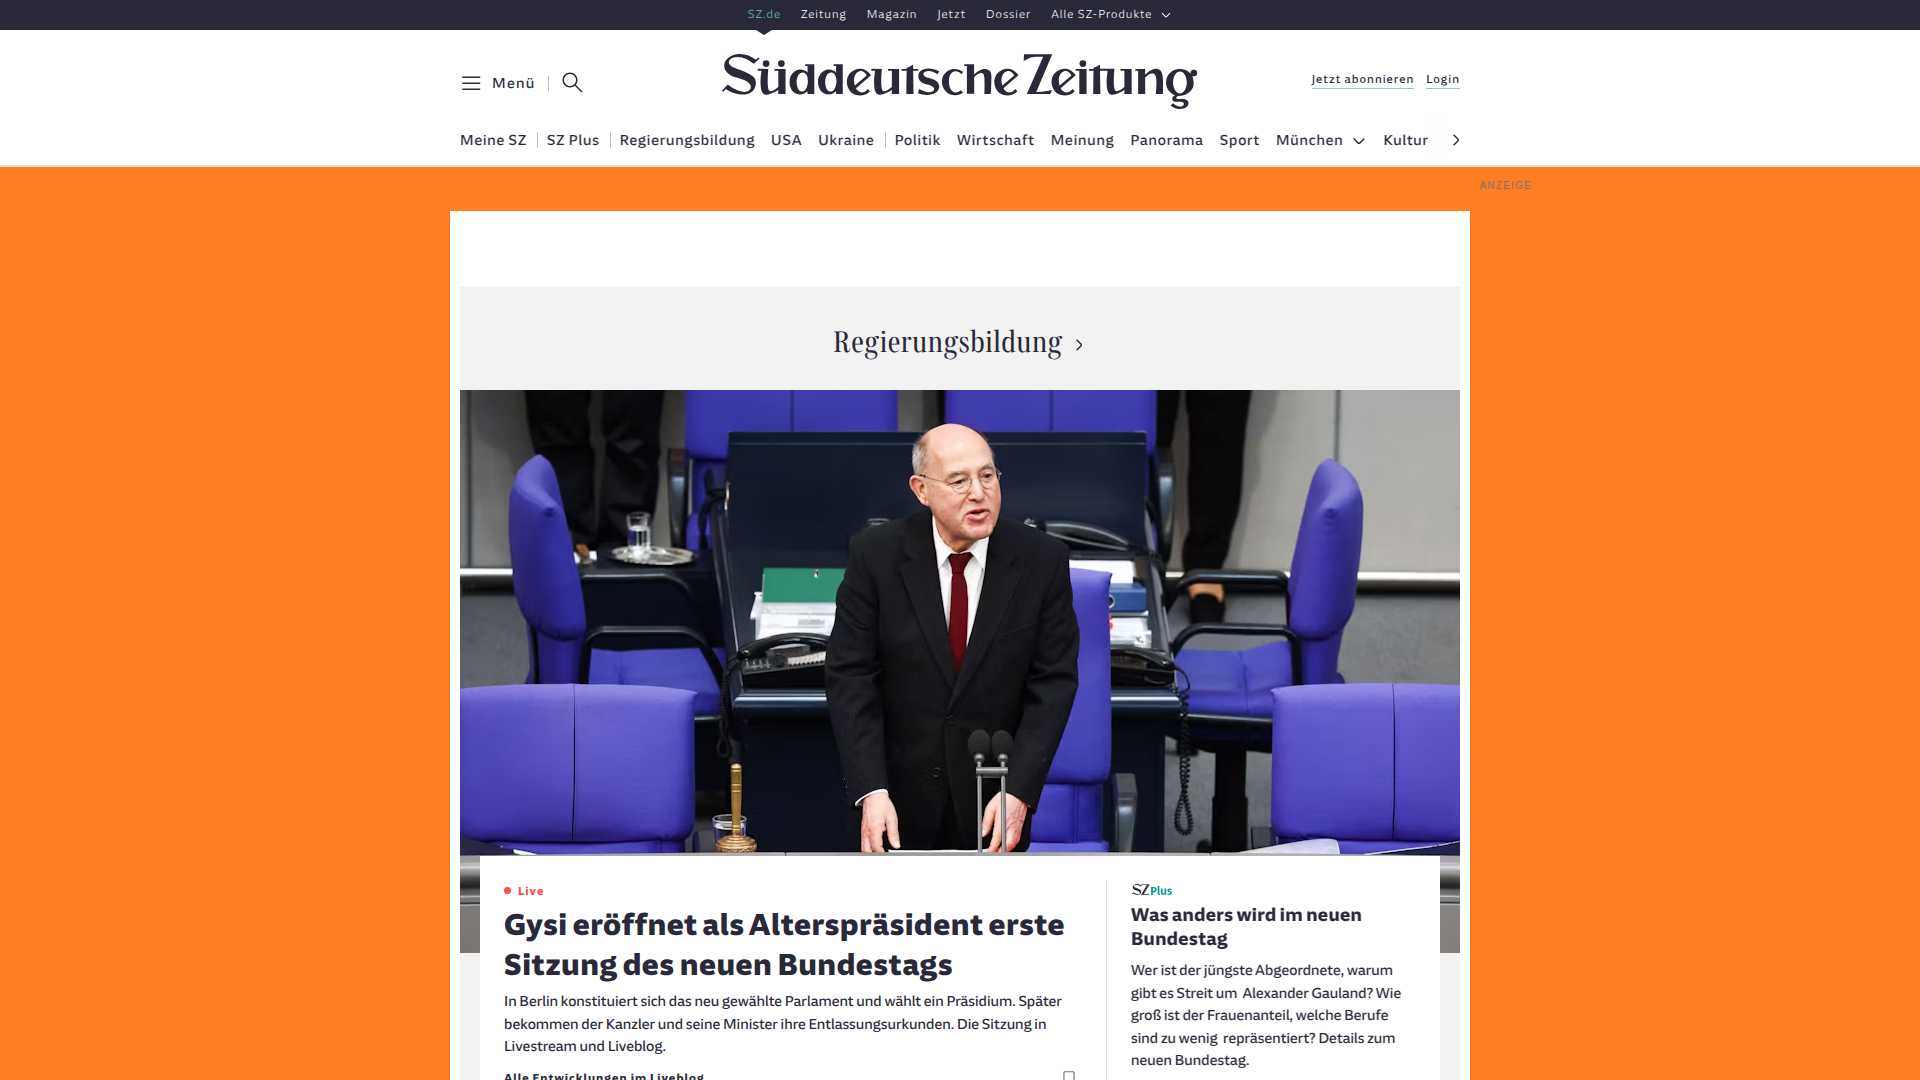 SZ.de Zeitung Magazin Jetzt Dossier Alle SZ-Produkte
Menü
Süddeutsche Zeitung
Jetzt abonnieren Login
Meine SZ SZ Plus Regierungsbildung USA Ukraine Politik Wirtschaft Meinung Panorama Sport München Kultur
ANZEIGE
Regierungsbildung
Live
Gysi eröffnet als Alterspräsident erste
Sitzung des neuen Bundestags
In Berlin konstituiert sich das neu gewählte Parlament und wählt ein Präsidium. Später
bekommen der Kanzler und seine Minister ihre Entlassungsurkunden. Die Sitzung in
Livestream und Liveblog.
Alle Entwicklungen im Liveblog
SZ Plus
Was anders wird im neuen
Bundestag
Wer ist der jüngste Abgeordnete, warum
gibt es Streit um Alexander Gauland? Wie
groß ist der Frauenanteil, welche Berufe
sind zu wenig repräsentiert? Details zum
neuen Bundestag.